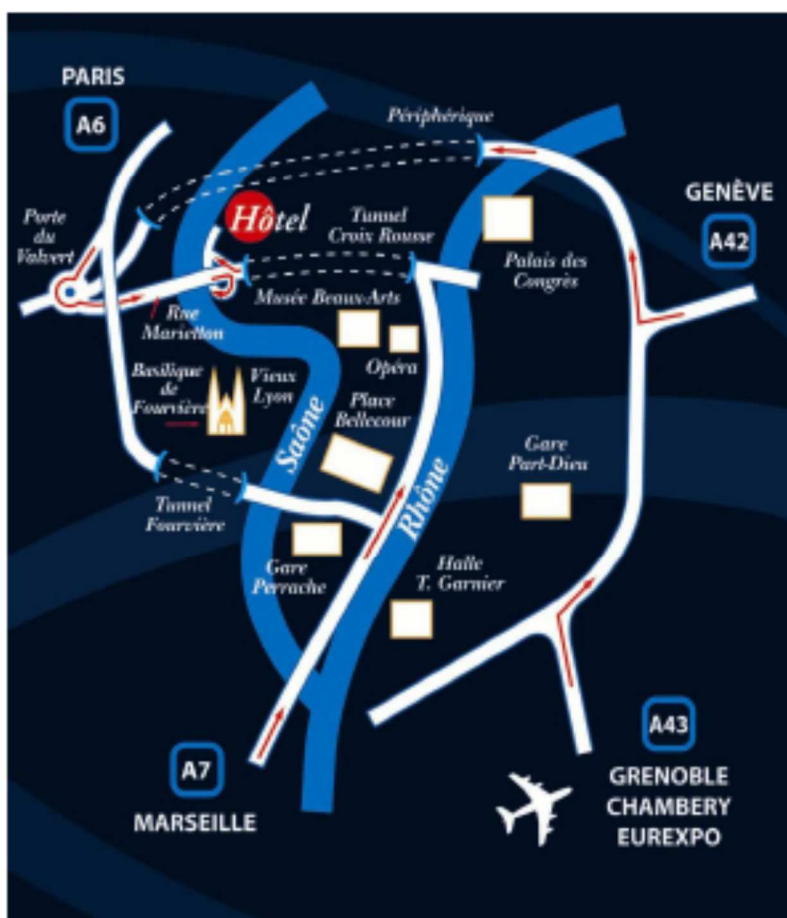 PARIS
A6
Périphérique
GENÈVE
A42
Porte
du
Valvert
Hôtel
Tunnel
Croix Rousse
Palais des
Congrès
Musée Beaux-Arts
Rue
Marietton
Opéra
Basilique
de
Fourvière
Vieux
Lyon
Place
Bellecour
Saône
Gare
Part-Dieu
Rhône
Tunnel
Fourvière
Gare
Perrache
Halle
T. Garnier
A7
MARSEILLE
A43
GRENOBLE
CHAMBERY
EUREXPO